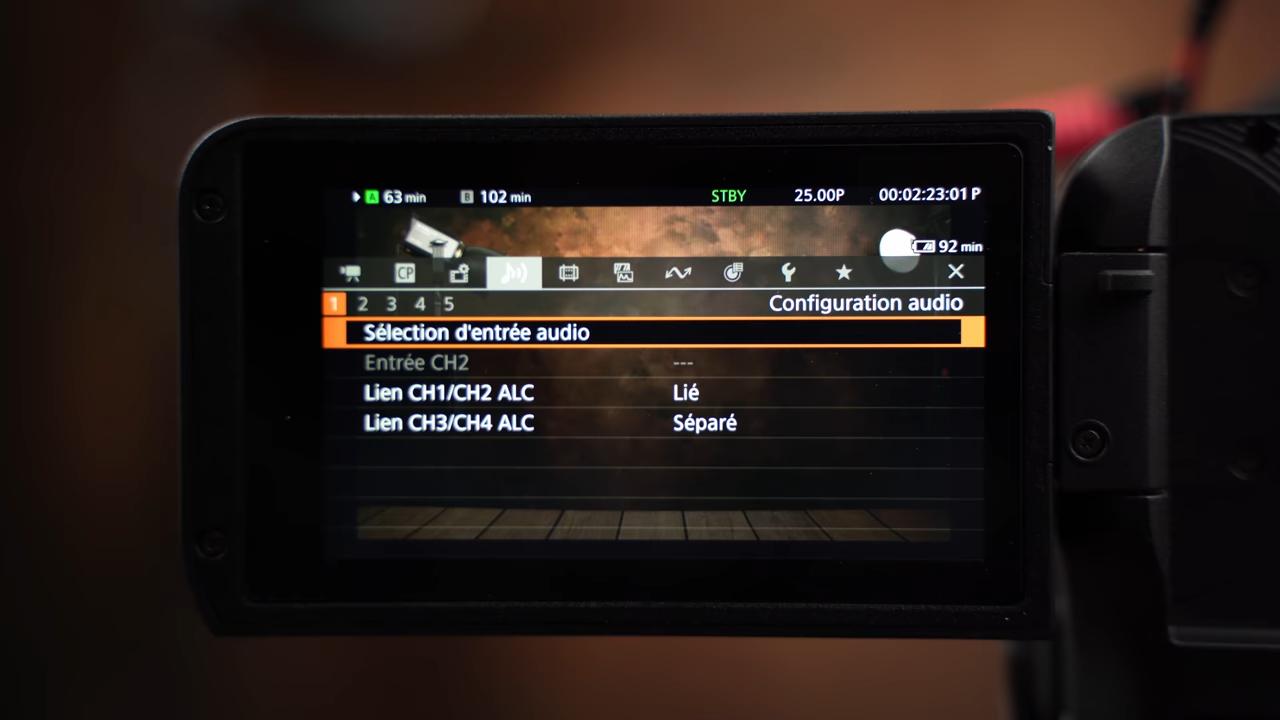 A 63 min B 102 min STBY 25.00P 00:02:23:01 P
92 min
CP
1 2 3 4 5 Configuration audio
Sélection d'entrée audio
Entrée CH2 ---
Lien CH1/CH2 ALC Lié
Lien CH3/CH4 ALC Séparé